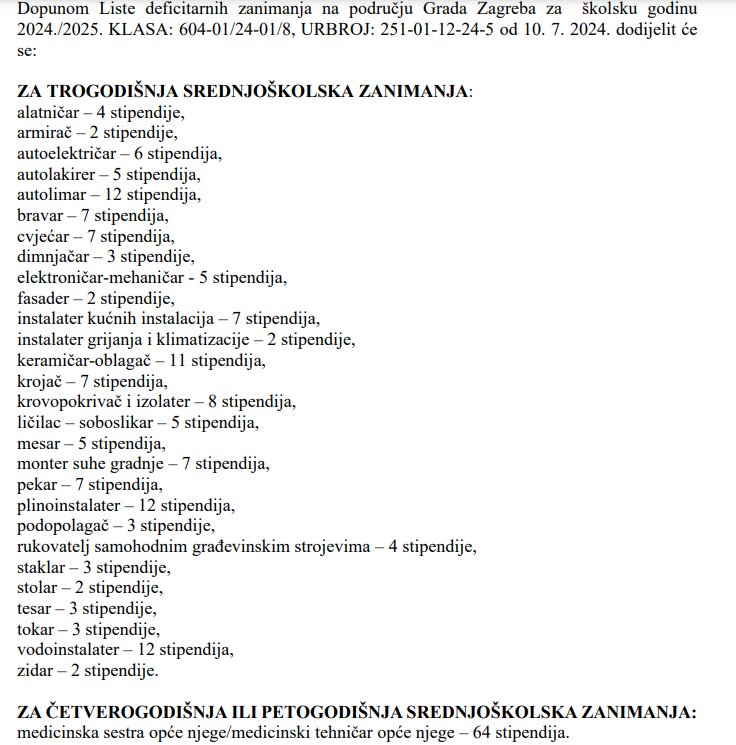 Dopunom Liste deficitarnih zanimanja na području Grada Zagreba za školsku godinu
2024./2025. KLASA: 604-01/24-01/8, URBROJ: 251-01-12-24-5 od 10. 7. 2024. dodijelit će
se:
ZA TROGODIŠNJA SREDNJOŠKOLSKA ZANIMANJA:
alatničar – 4 stipendije,
armirač – 2 stipendije,
autoelektričar – 6 stipendija,
autolakirer – 5 stipendija,
autolimar – 12 stipendija,
bravar – 7 stipendija,
cvjećar – 7 stipendija,
dimnjačar – 3 stipendije,
elektroničar-mehaničar - 5 stipendija,
fasader – 2 stipendije,
instalater kućnih instalacija – 7 stipendija,
instalater grijanja i klimatizacije – 2 stipendije,
keramičar-oblagač – 11 stipendija,
krojač – 7 stipendija,
krovopokrivač i izolater – 8 stipendija,
ličilac – soboslikar – 5 stipendija,
mesar – 5 stipendija,
monter suhe gradnje – 7 stipendija,
pekar – 7 stipendija,
plinoinstalater – 12 stipendija,
podopolagač – 3 stipendije,
rukovatelj samohodnim građevinskim strojevima – 4 stipendije,
staklar – 3 stipendije,
stolar – 2 stipendije,
tesar – 3 stipendije,
tokar – 3 stipendije,
vodoinstalater – 12 stipendija,
zidar – 2 stipendije.
ZA ČETVEROGODIŠNJA ILI PETOGODIŠNJA SREDNJOŠKOLSKA ZANIMANJA:
medicinska sestra opće njege/medicinski tehničar opće njege – 64 stipendija.